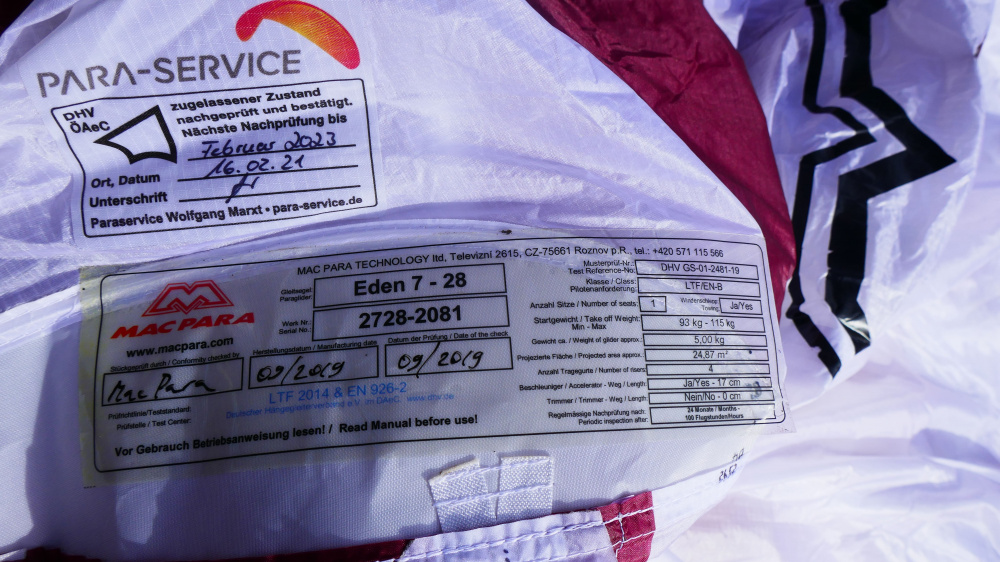 PARA-SERVICE
DHV
ÖAeC
zugelassener Zustand
nachgeprüft und bestätigt.
Nächste Nachprüfung bis
Februar 2023
16.02.21
Ort, Datum
Unterschrift
Paraservice Wolfgang Marxt • para-service.de
MAC PARA TECHNOLOGY ltd, Televizní 2615, CZ-75661 Roznov p.R., tel.: +420 571 115 566
MAC PARA
www.macpara.com
Gleitsegel:
Paraglider:
Eden 7 - 28
Werk Nr.:
Serial No.:
2728-2081
Konformität geprüft durch / Conformity checked by
Mac Para
Herstellungsdatum / Manufacturing date
09/2019
Datum der Prüfung / Date of the check
09/2019
Prüfrichtlinie/Teststandard:
LTF 2014 & EN 926-2
Prüfstelle / Test Center:
Deutscher Hängegleiterverband e.V. im DAeC, www.dhv.de
Vor Gebrauch Betriebsanweisung lesen! / Read Manual before use!
Musterprüf-Nr.:
Test Reference-No:
DHV GS-01-2481-19
Klasse / Class:
Pilotenanforderung:
LTF/EN-B
Anzahl Sitze / Number of seats:
1
Windenschlepp
Towing
Ja/Yes
Startgewicht / Take off Weight:
Min - Max
93 kg - 115 kg
Gewicht ca. / Weight of glider approx.:
5,00 kg
Projezierte Fläche / Projected area approx.:
24,87 m²
Anzahl Tragegurte / Number of risers:
4
Beschleuniger / Accelerator - Weg / Length:
Ja/Yes - 17 cm
Trimmer / Trimmer - Weg / Length:
Nein/No - 0 cm
Regelmässige Nachprüfung nach:
Periodic inspection after:
24 Monate / Months -
100 Flugstunden/Hours